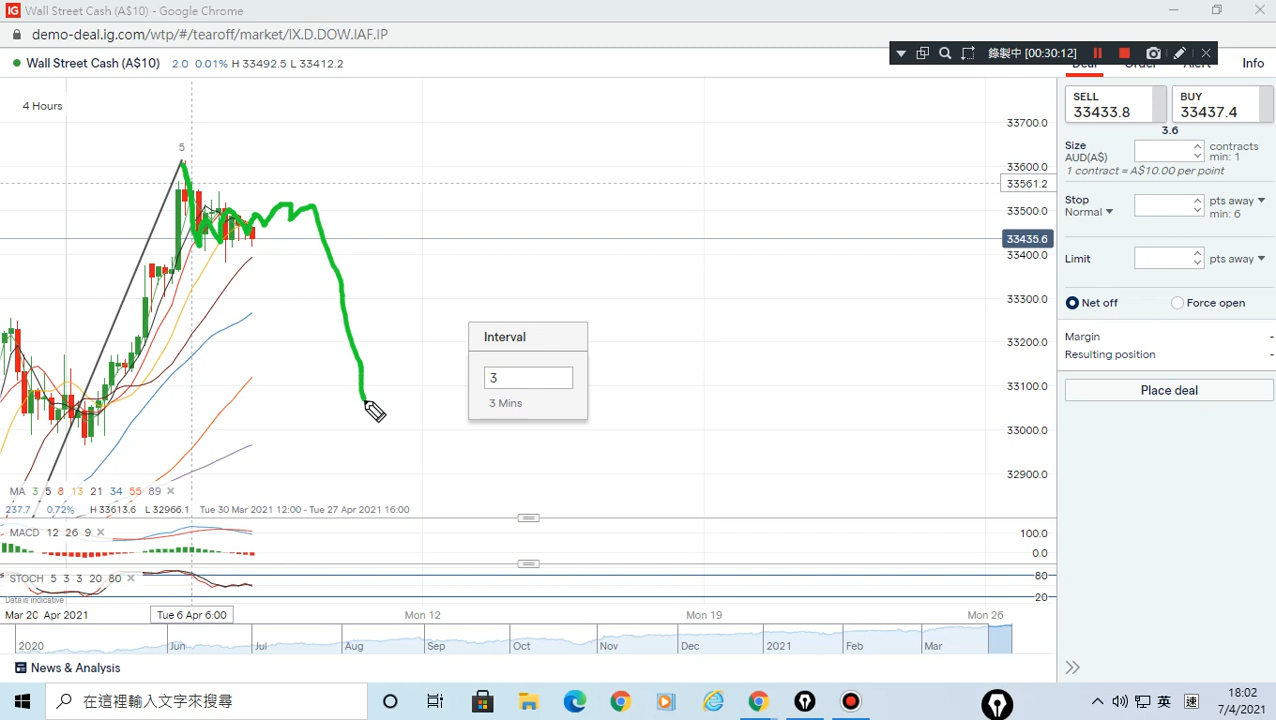 IG Wall Street Cash (A$10) - Google Chrome
demo-deal.ig.com/wtp/#/tearoff/market/IX.D.DOW.IAF.IP
Wall Street Cash (A$10) 2.0 0.01% H 33492.5 L 33412.2
錄製中 [00:30:12]
Deal Order Alert Info
4 Hours
5
33700.0
33600.0
33561.2
33500.0
33435.6
33400.0
33300.0
33200.0
33100.0
33000.0
32900.0
Interval
3
3 Mins
MA 3 5 8 13 21 34 55 89
237.7 0.72% H 33613.6 L 32966.1 Tue 30 Mar 2021 12:00 - Tue 27 Apr 2021 16:00
MACD 12 26 9
100.0
0.0
STOCH 5 3 3 20 80
80
20
Data is indicative
Mar 20 Apr 2021 Tue 6 Apr 6:00 Mon 12 Mon 19 Mon 26
2020 Jun Jul Aug Sep Oct Nov Dec 2021 Feb Mar
News & Analysis
SELL
33433.8
BUY
33437.4
3.6
Size
AUD(A$)
contracts
min: 1
1 contract = A$10.00 per point
Stop
Normal
pts away
min: 6
Limit
pts away
Net off Force open
Margin -
Resulting position -
Place deal
在這裡輸入文字來搜尋
英
18:02
7/4/2021